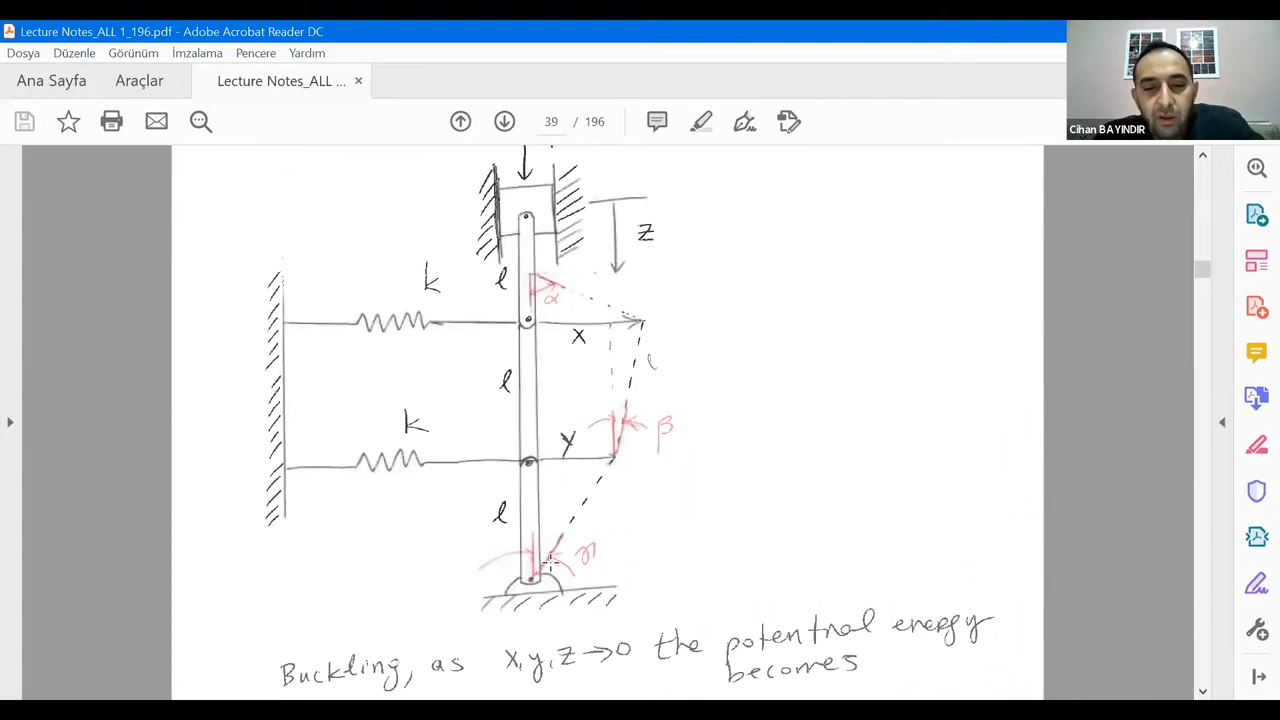 Lecture Notes_ALL 1_196.pdf - Adobe Acrobat Reader DC
Dosya Düzenle Görünüm İmzalama Pencere Yardım
Ana Sayfa Araçlar Lecture Notes_ALL ... ×
39 / 196
Cihan BAYINDIR
z
k l α
x
l l
k y β
l γ
Buckling, as x,y,z→0 the potential energy
becomes